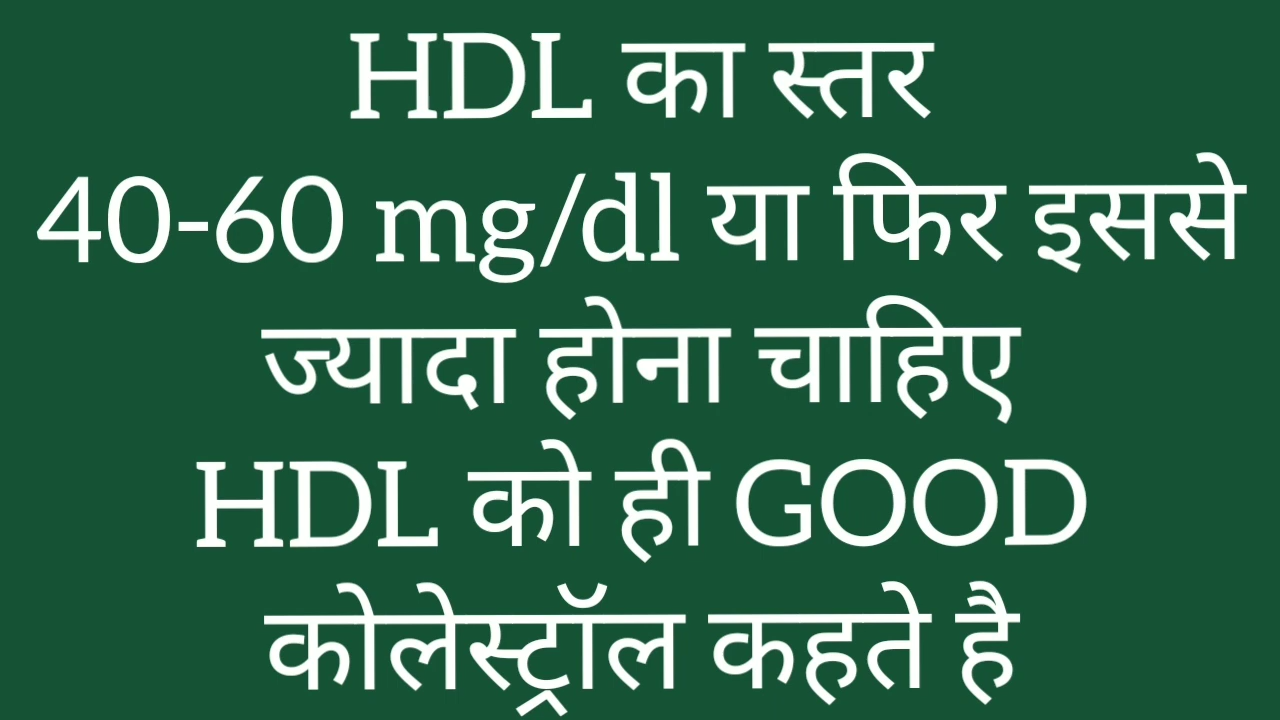 HDL का स्तर
40-60 mg/dl या फिर इससे
ज्यादा होना चाहिए
HDL को ही GOOD
कोलेस्ट्रॉल कहते है